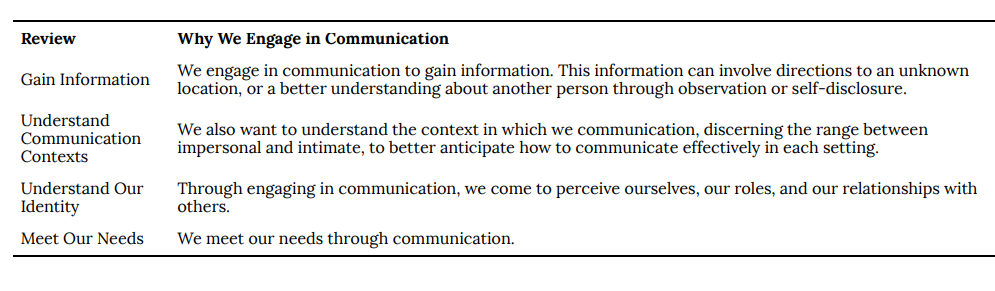 Review Why We Engage in Communication
Gain Information We engage in communication to gain information. This information can involve directions to an unknown
location, or a better understanding about another person through observation or self-disclosure.
Understand
Communication
Contexts
We also want to understand the context in which we communication, discerning the range between
impersonal and intimate, to better anticipate how to communicate effectively in each setting.
Understand Our
Identity
Through engaging in communication, we come to perceive ourselves, our roles, and our relationships with
others.
Meet Our Needs We meet our needs through communication.